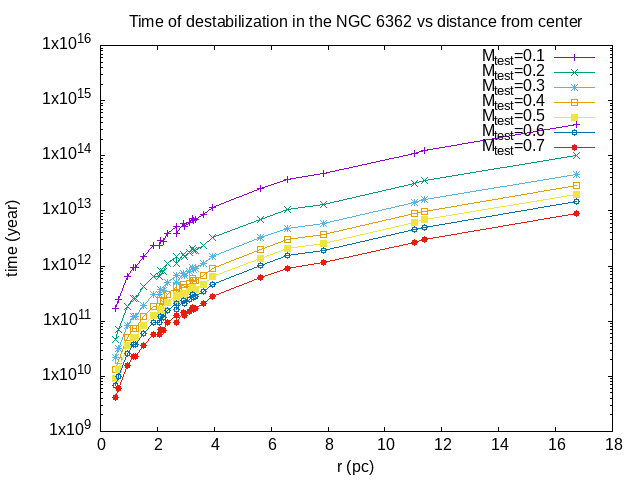 Time of destabilization in the NGC 6362 vs distance from center
1x10^16
1x10^15
1x10^14
1x10^13
1x10^12
1x10^11
1x10^10
1x10^9
time (year)
M_test=0.1
M_test=0.2
M_test=0.3
M_test=0.4
M_test=0.5
M_test=0.6
M_test=0.7
0 2 4 6 8 10 12 14 16 18
r (pc)